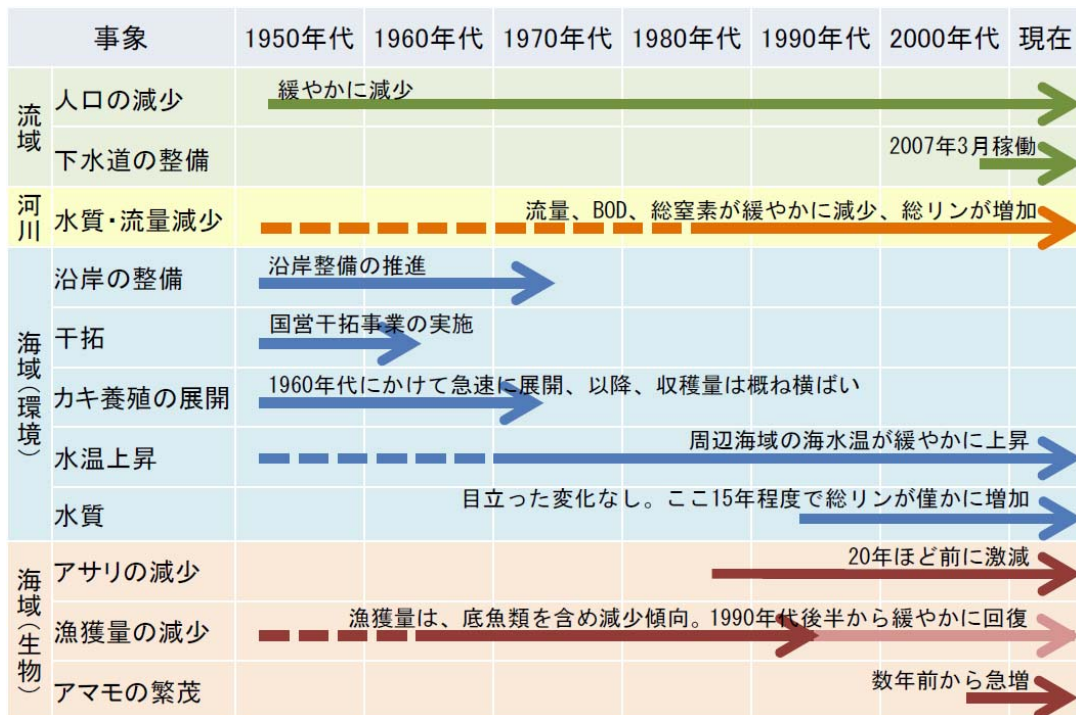 事象 1950年代 1960年代 1970年代 1980年代 1990年代 2000年代 現在
流域
人口の減少 緩やかに減少
下水道の整備 2007年3月稼働
河川
水質・流量減少 流量、BOD、総窒素が緩やかに減少、総リンが増加
海域(環境)
沿岸の整備 沿岸整備の推進
干拓 国営干拓事業の実施
カキ養殖の展開 1960年代にかけて急速に展開、以降、収穫量は概ね横ばい
水温上昇 周辺海域の海水温が緩やかに上昇
水質 目立った変化なし。ここ15年程度で総リンが僅かに増加
海域(生物)
アサリの減少 20年ほど前に激減
漁獲量の減少 漁獲量は、底魚類を含め減少傾向。1990年代後半から緩やかに回復
アマモの繁茂 数年前から急増